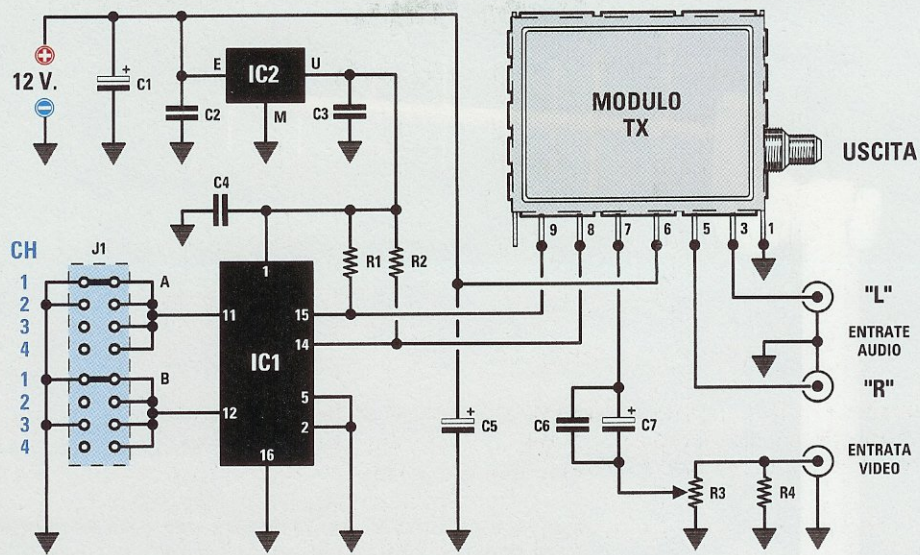 12 V.
+
C1
C2
E
IC2
U
M
C3
MODULO
TX
USCITA
C4
9
8
7
6
5
3
1
CH
J1
1
2
3
4
1
2
3
4
A
B
1
11
12
IC1
15
14
5
2
16
R1
R2
+
C5
C6
+
C7
R3
R4
"L"
ENTRATE
AUDIO
"R"
ENTRATA
VIDEO